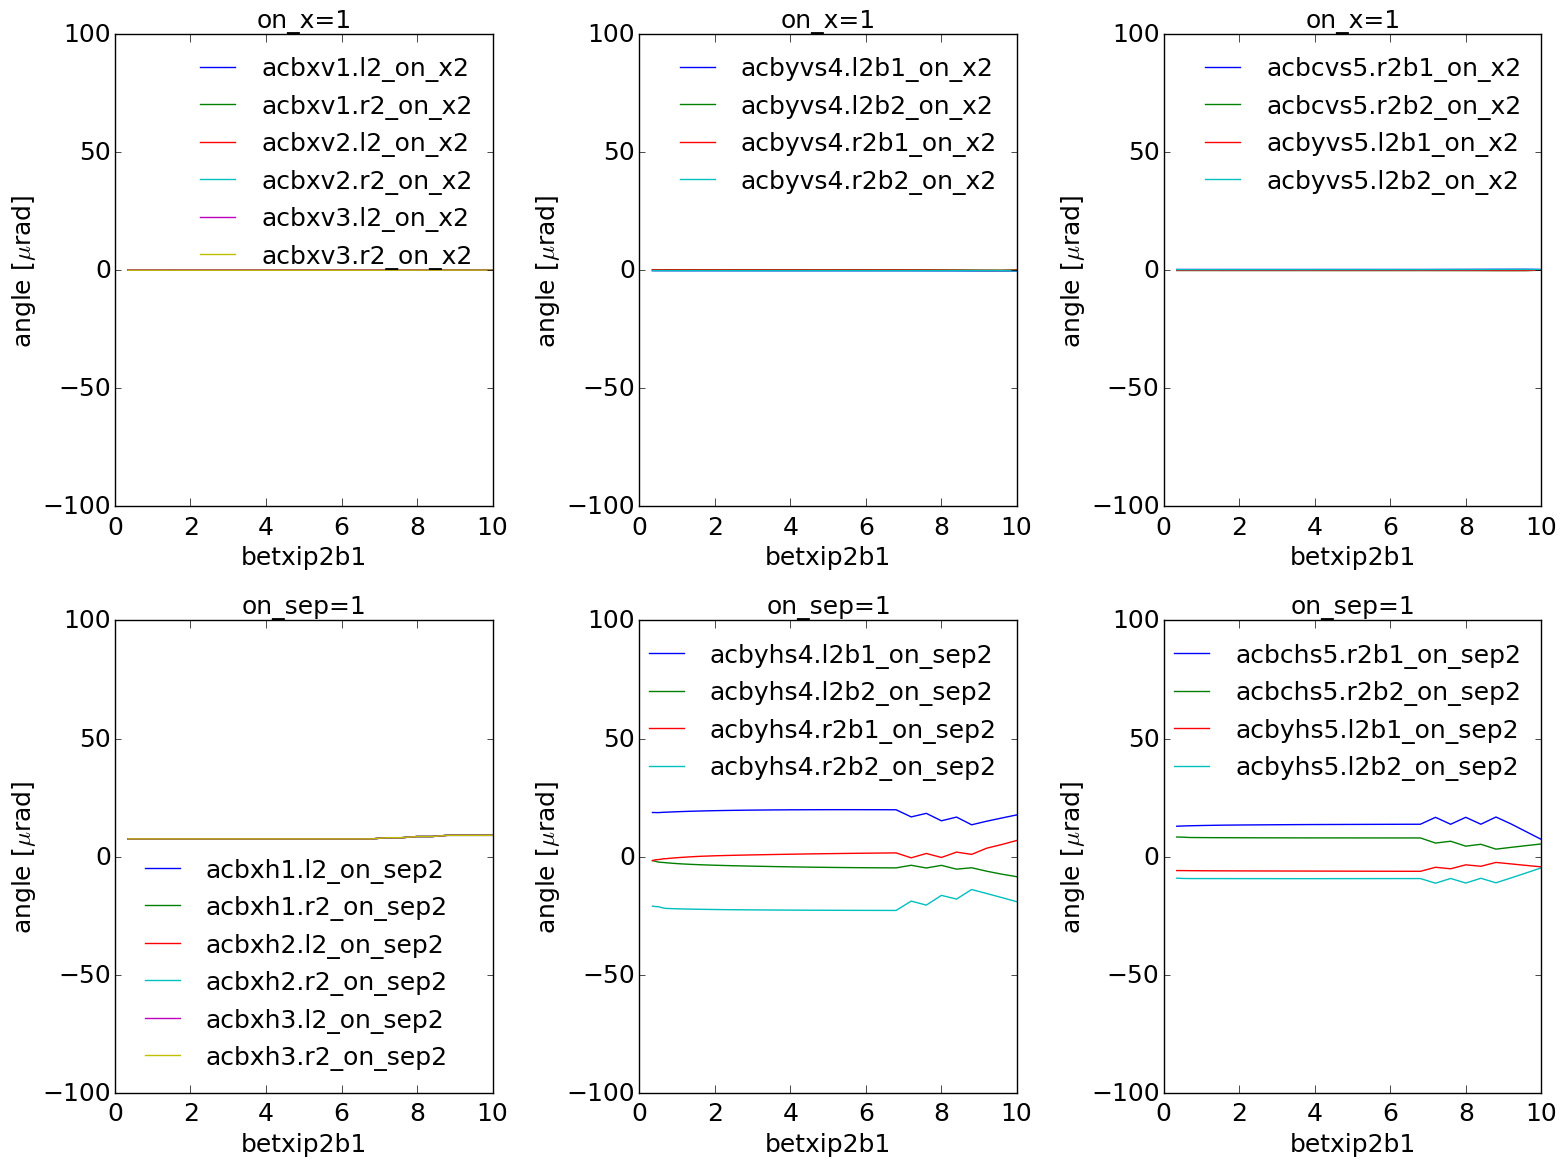 on_x=1
100
50
0
−50
−100
angle [μrad]
acbxv1.l2_on_x2
acbxv1.r2_on_x2
acbxv2.l2_on_x2
acbxv2.r2_on_x2
acbxv3.l2_on_x2
acbxv3.r2_on_x2
0 2 4 6 8 10
betxip2b1
on_x=1
100
50
0
−50
−100
angle [μrad]
acbyvs4.l2b1_on_x2
acbyvs4.l2b2_on_x2
acbyvs4.r2b1_on_x2
acbyvs4.r2b2_on_x2
0 2 4 6 8 10
betxip2b1
on_x=1
100
50
0
−50
−100
angle [μrad]
acbcvs5.r2b1_on_x2
acbcvs5.r2b2_on_x2
acbyvs5.l2b1_on_x2
acbyvs5.l2b2_on_x2
0 2 4 6 8 10
betxip2b1
on_sep=1
100
50
0
−50
−100
angle [μrad]
acbxh1.l2_on_sep2
acbxh1.r2_on_sep2
acbxh2.l2_on_sep2
acbxh2.r2_on_sep2
acbxh3.l2_on_sep2
acbxh3.r2_on_sep2
0 2 4 6 8 10
betxip2b1
on_sep=1
100
50
0
−50
−100
angle [μrad]
acbyhs4.l2b1_on_sep2
acbyhs4.l2b2_on_sep2
acbyhs4.r2b1_on_sep2
acbyhs4.r2b2_on_sep2
0 2 4 6 8 10
betxip2b1
on_sep=1
100
50
0
−50
−100
angle [μrad]
acbchs5.r2b1_on_sep2
acbchs5.r2b2_on_sep2
acbyhs5.l2b1_on_sep2
acbyhs5.l2b2_on_sep2
0 2 4 6 8 10
betxip2b1